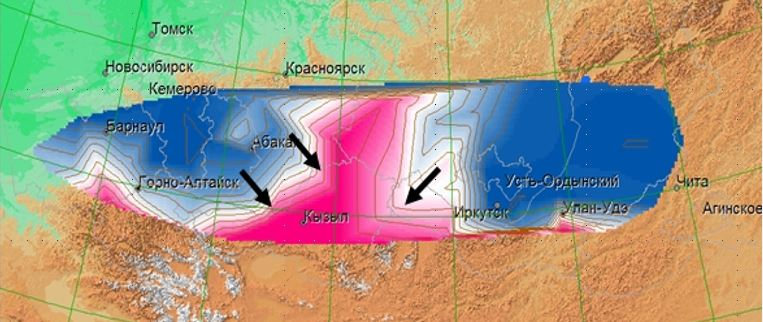 Томск
Новосибирск
Красноярск
Кемерово
Барнаул
Абакан
Горно-Алтайск
Усть-Ордынский
Чита
Кызыл
Иркутск
Улан-Удэ
Агинское